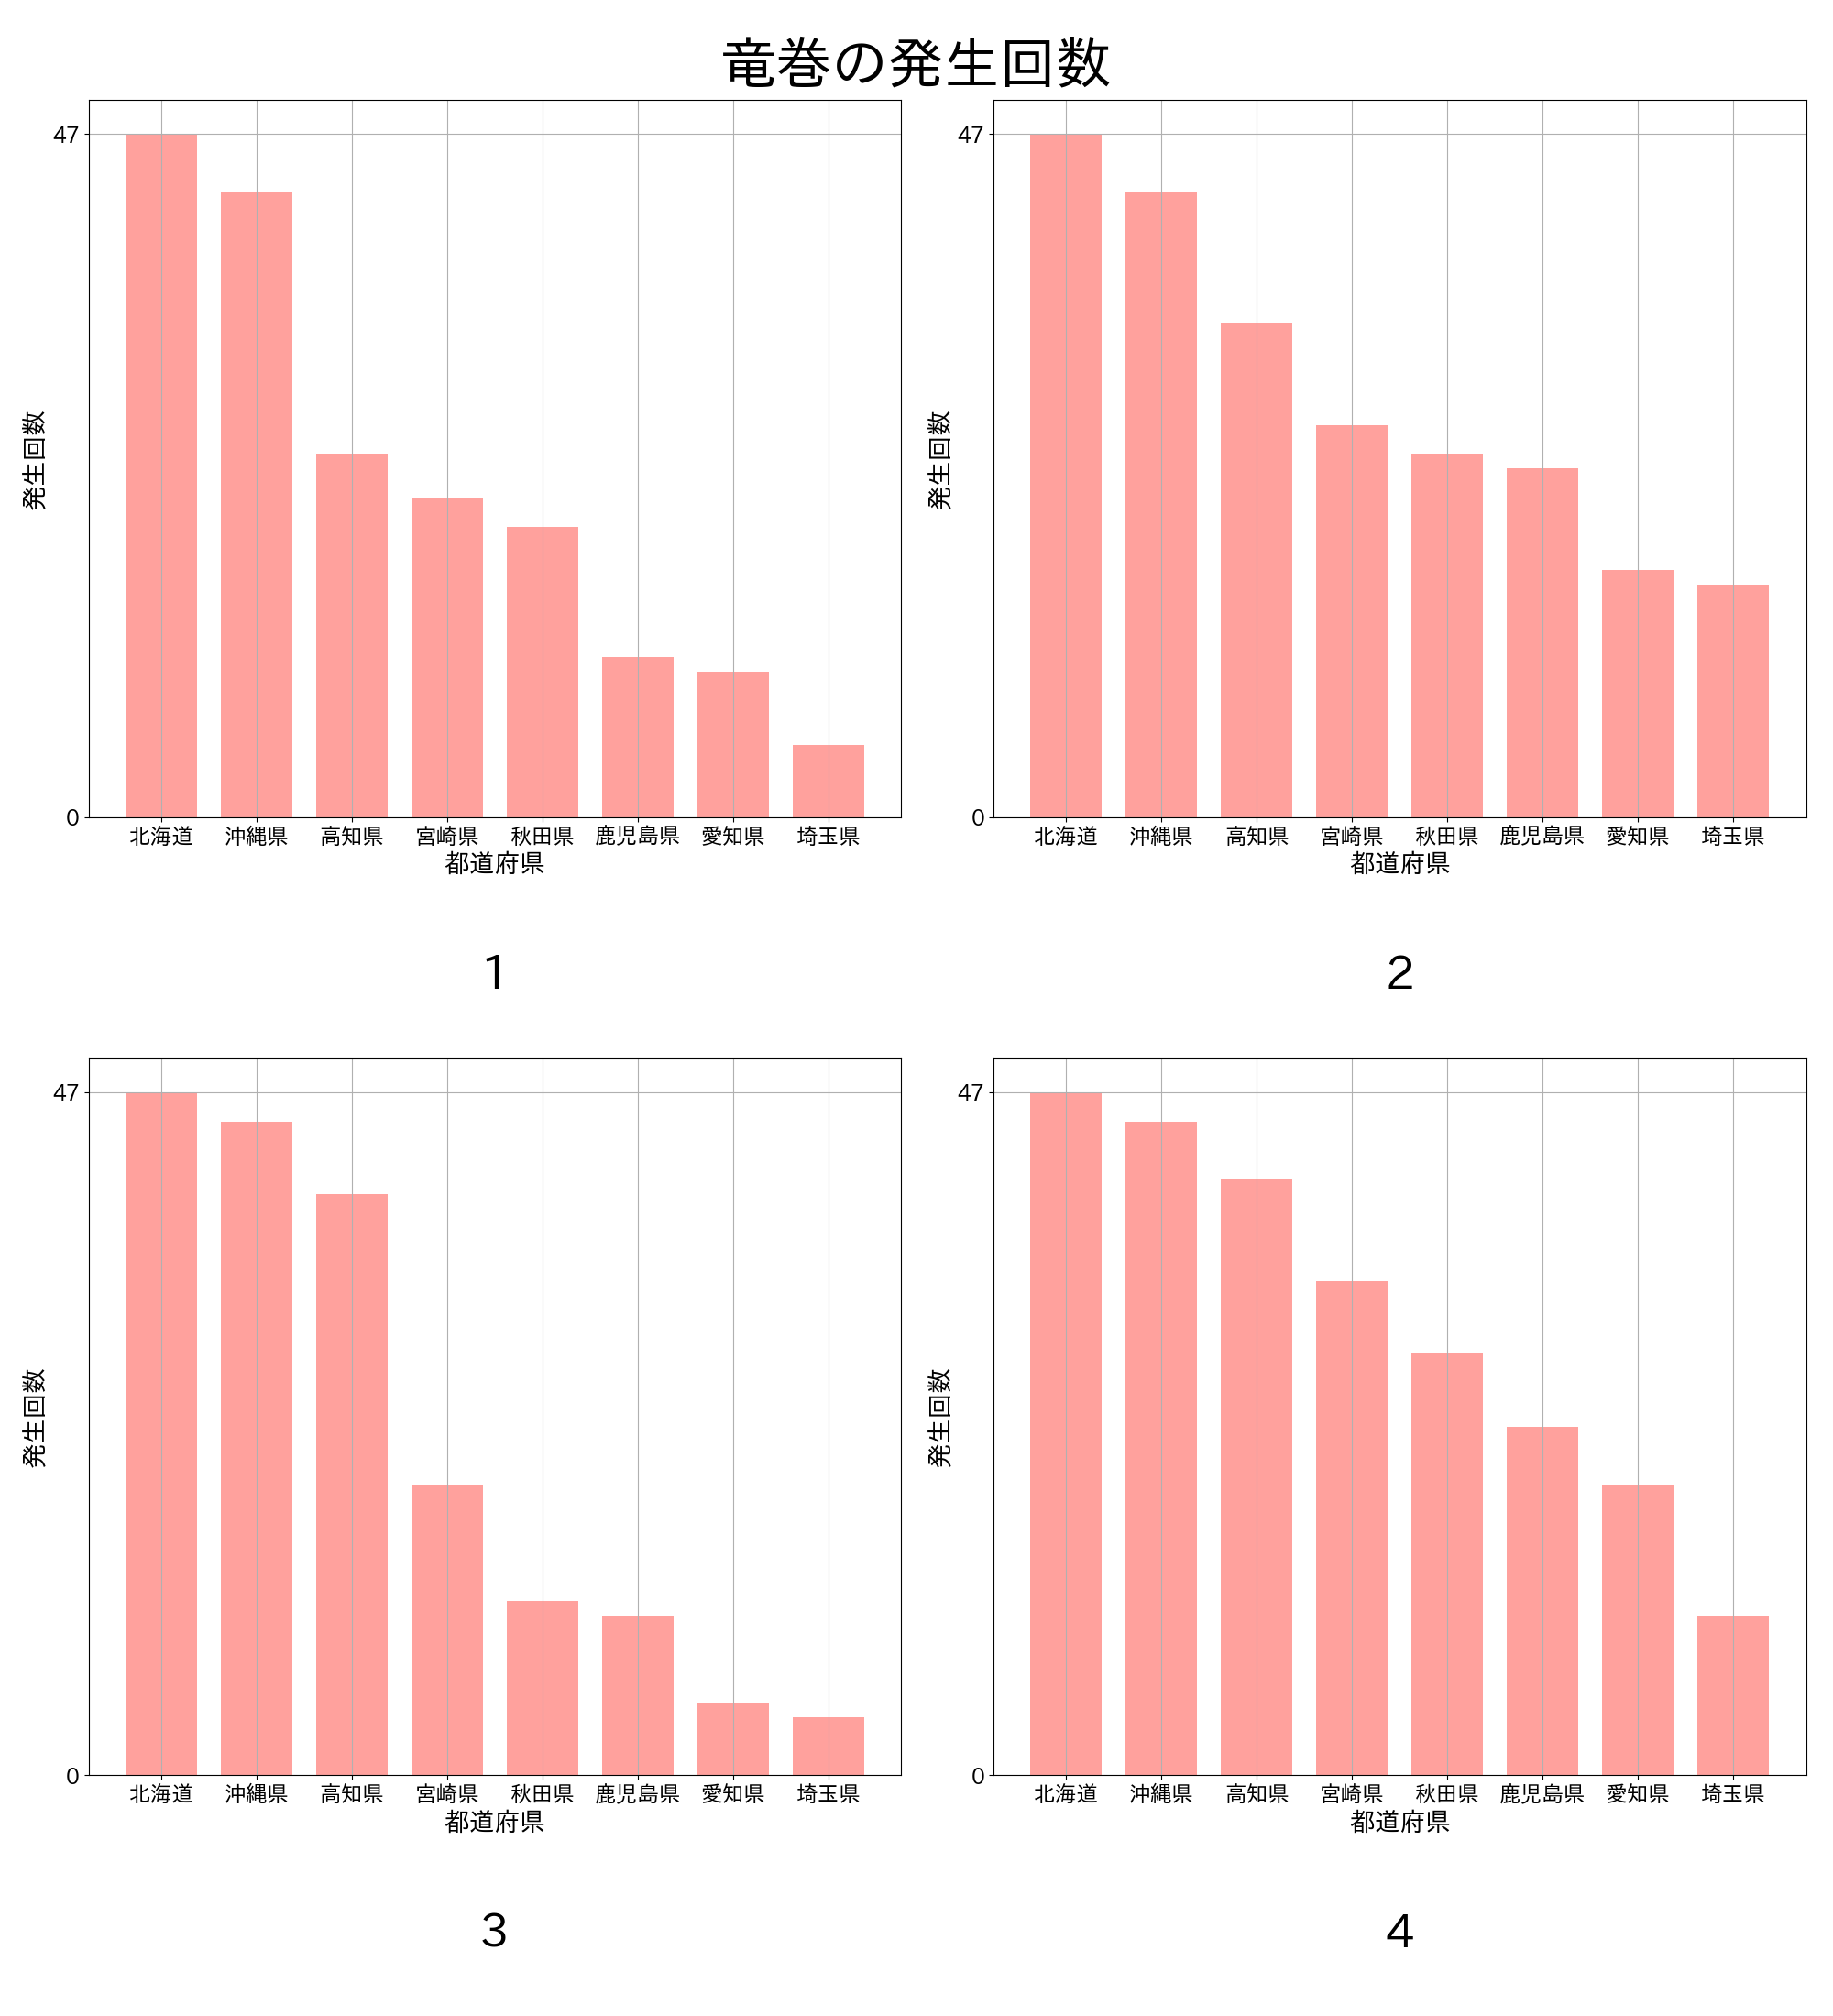 竜巻の発生回数
47
0
発生回数
北海道 沖縄県 高知県 宮崎県 秋田県 鹿児島県 愛知県 埼玉県
都道府県
1
47
0
発生回数
北海道 沖縄県 高知県 宮崎県 秋田県 鹿児島県 愛知県 埼玉県
都道府県
2
47
0
発生回数
北海道 沖縄県 高知県 宮崎県 秋田県 鹿児島県 愛知県 埼玉県
都道府県
3
47
0
発生回数
北海道 沖縄県 高知県 宮崎県 秋田県 鹿児島県 愛知県 埼玉県
都道府県
4